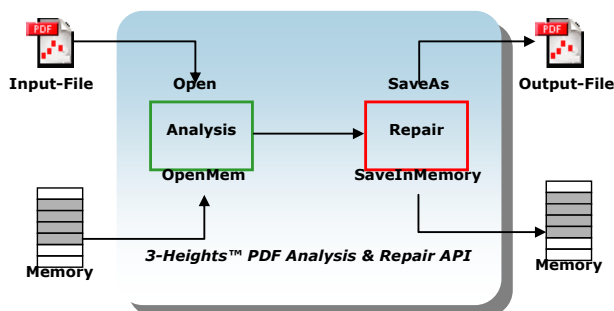 PDF
PDF
Input-File
Open
SaveAs
Output-File
Analysis
Repair
OpenMem
SaveInMemory
Memory
3-Heights™ PDF Analysis & Repair API
Memory